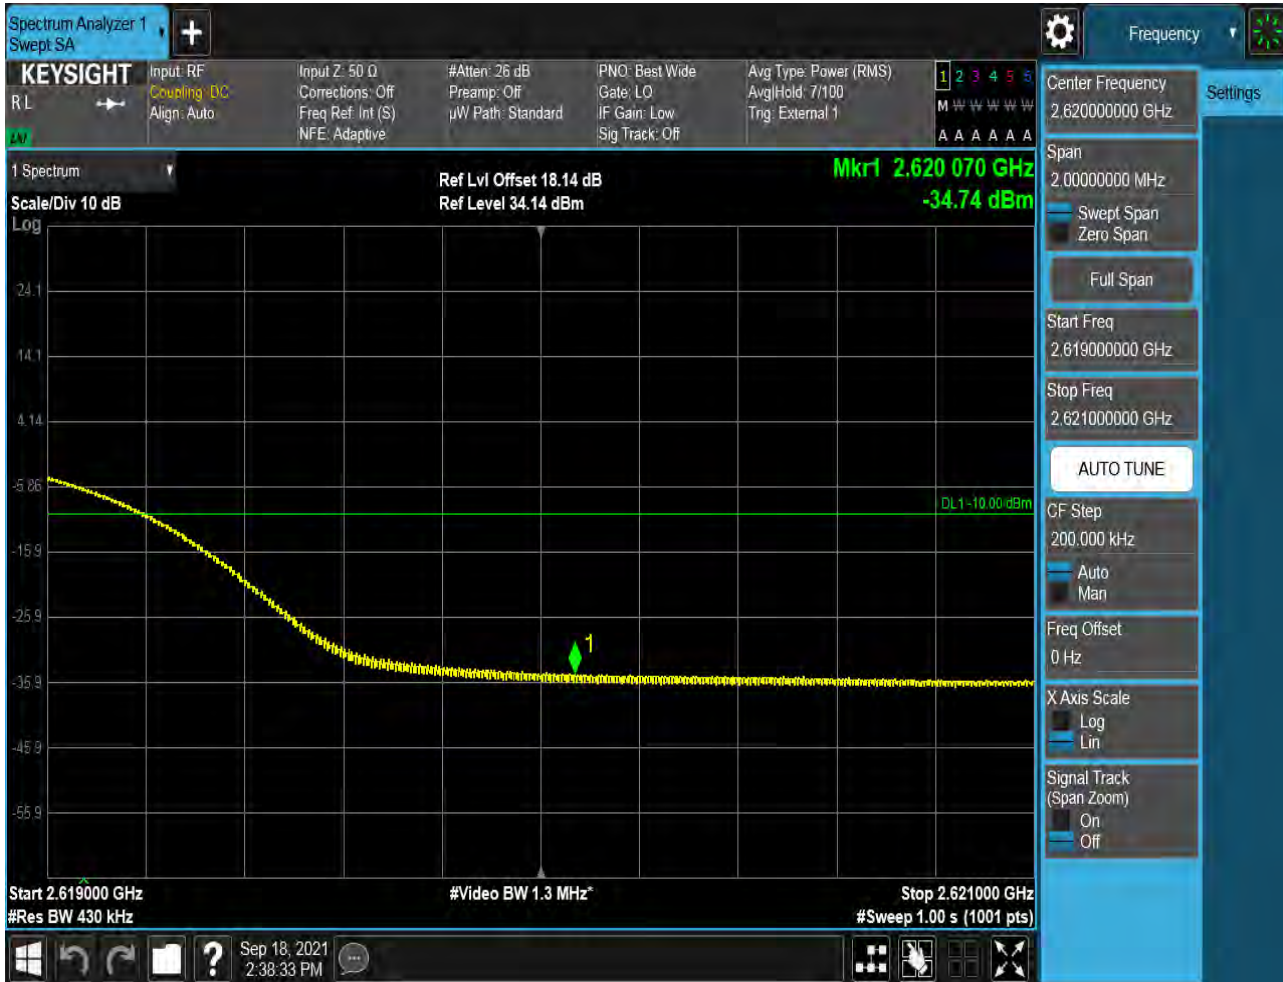 Spectrum Analyzer 1
Swept SA
Frequency
KEYSIGHT
R L
LXI
Input: RF
Coupling: DC
Align: Auto
Input Z: 50 Ω
Corrections: Off
Freq Ref: Int (S)
NFE: Adaptive
#Atten: 26 dB
Preamp: Off
µW Path: Standard
PNO: Best Wide
Gate: LO
IF Gain: Low
Sig Track: Off
Avg Type: Power (RMS)
Avg|Hold: 7/100
Trig: External 1
1 2 3 4 5 6
M W W W W W
A A A A A A
1 Spectrum
Scale/Div 10 dB
Log
Ref Lvl Offset 18.14 dB
Ref Level 34.14 dBm
Mkr1 2.620 070 GHz
-34.74 dBm
24.1
14.1
4.14
-5.86
-15.9
-25.9
-35.9
-45.9
-55.9
DL1 -10.00 dBm
1
Start 2.619000 GHz
#Res BW 430 kHz
#Video BW 1.3 MHz*
Stop 2.621000 GHz
#Sweep 1.00 s (1001 pts)
Center Frequency
2.620000000 GHz
Settings
Span
2.00000000 MHz
Swept Span
Zero Span
Full Span
Start Freq
2.619000000 GHz
Stop Freq
2.621000000 GHz
AUTO TUNE
CF Step
200.000 kHz
Auto
Man
Freq Offset
0 Hz
X Axis Scale
Log
Lin
Signal Track
(Span Zoom)
On
Off
?
Sep 18, 2021
2:38:33 PM